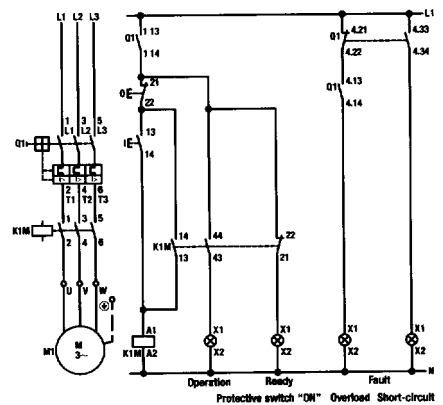 L1 L2 L3
L1
1 3 5
L1 L2 L3
Q1
2 4 6
T1 T2 T3
K1M
1 3 5
2 4 6
U V W
M1
M
3~
Q1
1 13
1 14
0
21
22
I
13
14
K1M
14
13
44
43
22
21
K1M
A1
A2
X1
X2
X1
X2
Q1
4.21
4.22
4.33
4.34
Q1
4.13
4.14
X1
X2
X1
X2
N
Operation Ready Fault
Protective switch "ON" Overload Short-circuit